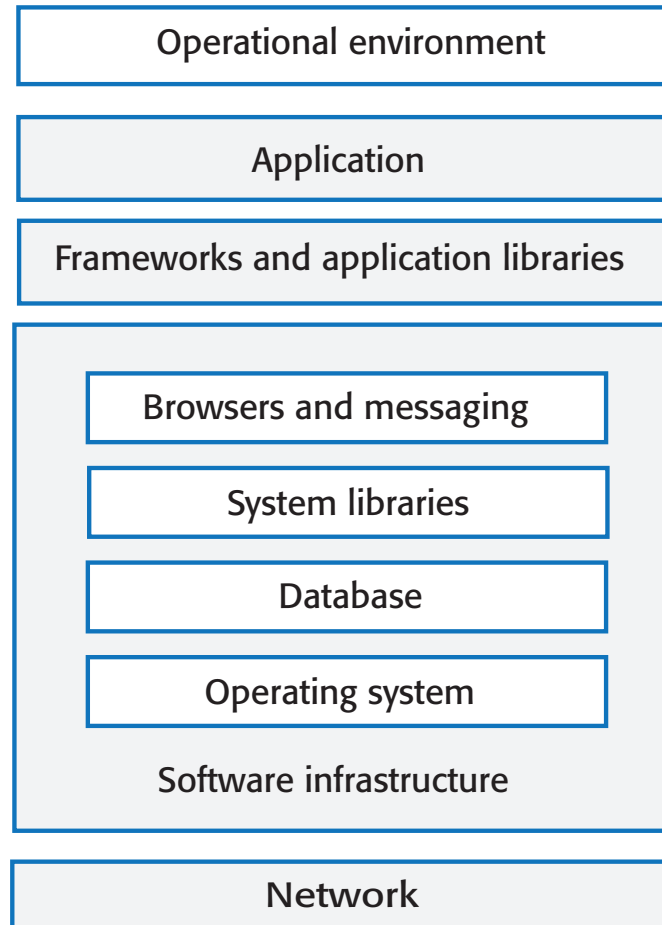 Operational environment
Application
Frameworks and application libraries
Browsers and messaging
System libraries
Database
Operating system
Software infrastructure
Network